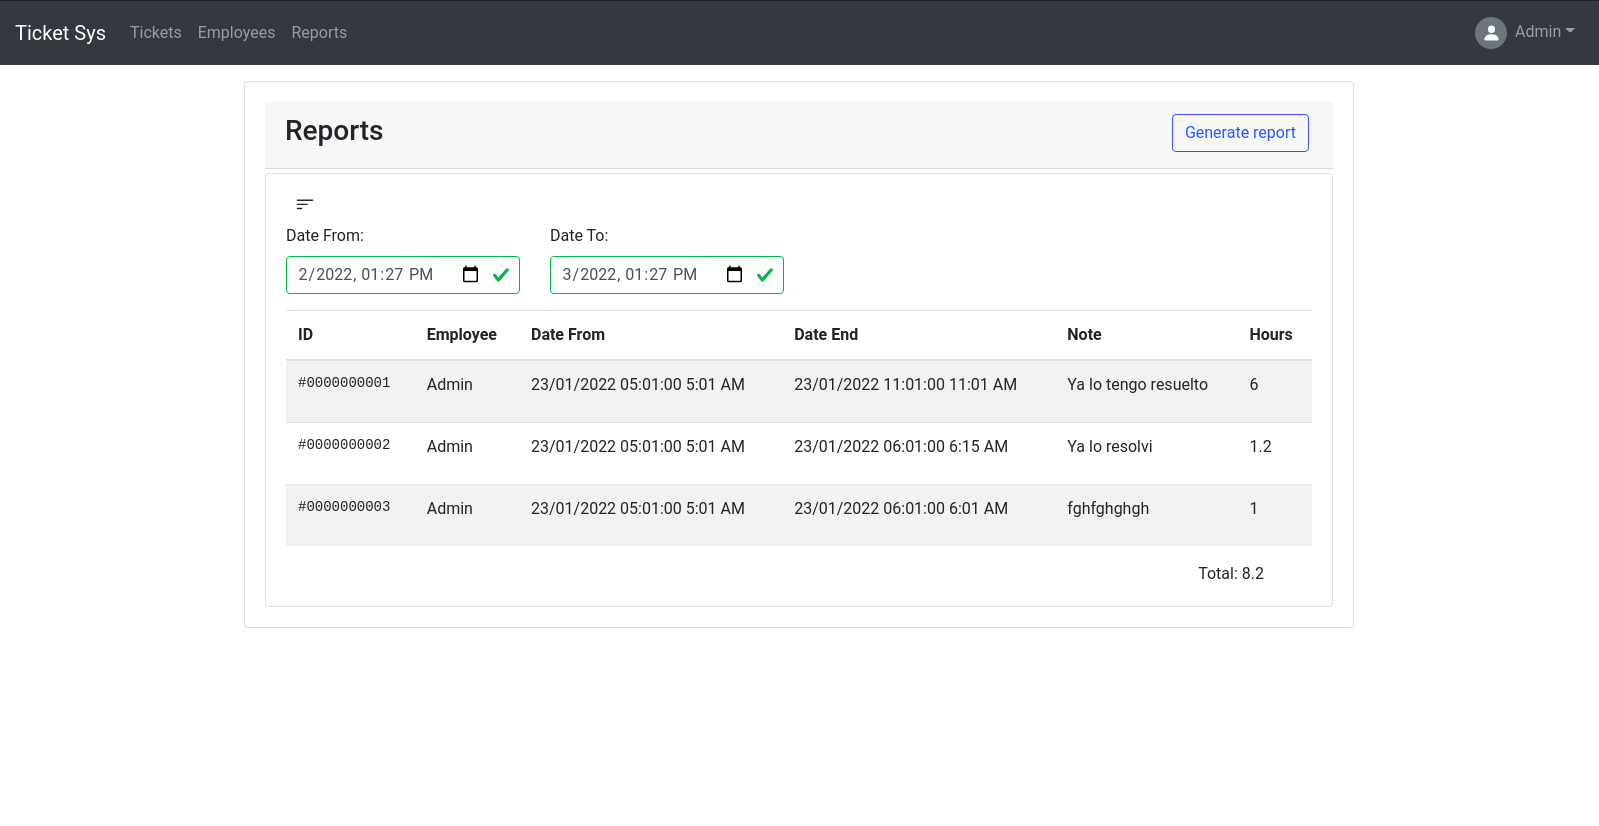 Ticket Sys Tickets Employees Reports Admin
Reports Generate report
Date From: Date To:
2/2022, 01:27 PM 3/2022, 01:27 PM
ID Employee Date From Date End Note Hours
#0000000001 Admin 23/01/2022 05:01:00 5:01 AM 23/01/2022 11:01:00 11:01 AM Ya lo tengo resuelto 6
#0000000002 Admin 23/01/2022 05:01:00 5:01 AM 23/01/2022 06:01:00 6:15 AM Ya lo resolvi 1.2
#0000000003 Admin 23/01/2022 05:01:00 5:01 AM 23/01/2022 06:01:00 6:01 AM fghfghghgh 1
Total: 8.2